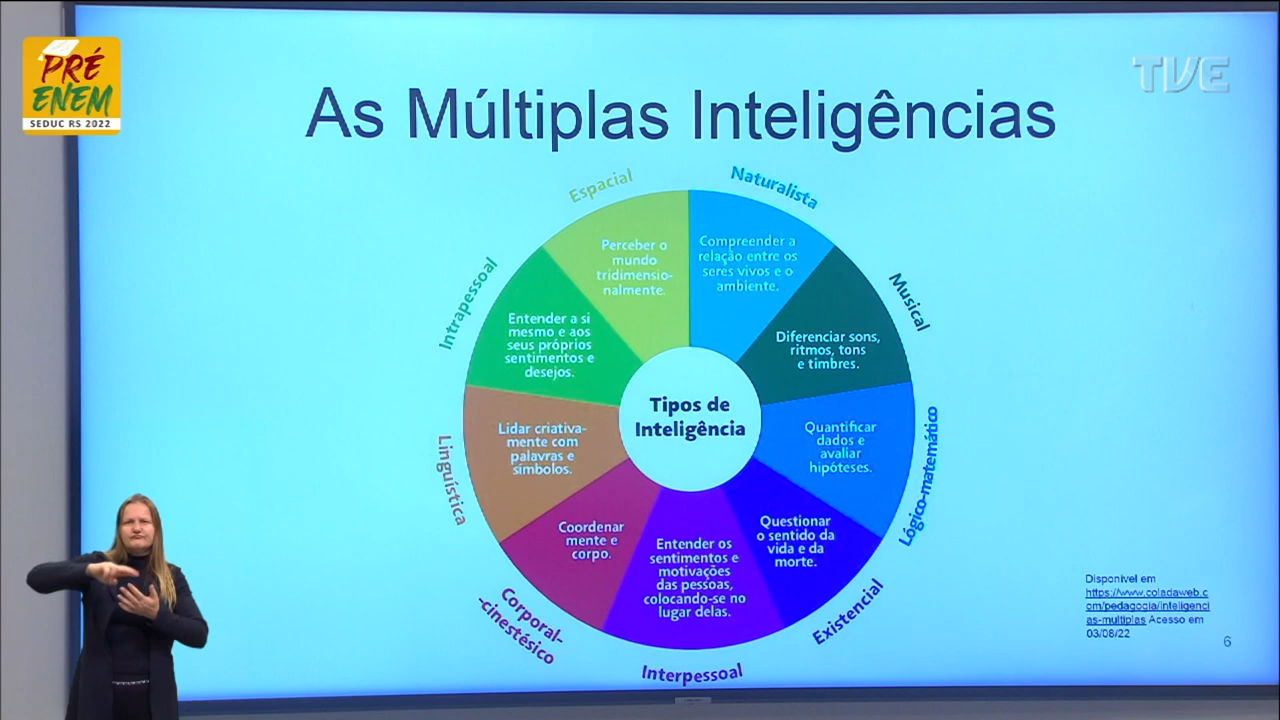 PRÉ
ENEM
SEDUC RS 2022
TVE
As Múltiplas Inteligências
Espacial
Naturalista
Perceber o
mundo
tridimensio-
nalmente.
Compreender a
relação entre os
seres vivos e o
ambiente.
Intrapessoal
Musical
Entender a si
mesmo e aos
seus próprios
sentimentos e
desejos.
Diferenciar sons,
ritmos, tons
e timbres.
Tipos de
Inteligência
Linguística
Lógico-matemático
Lidar criativa-
mente com
palavras e
símbolos.
Quantificar
dados e
avaliar
hipóteses.
Coordenar
mente e
corpo.
Entender os
sentimentos e
motivações
das pessoas,
colocando-se no
lugar delas.
Questionar
o sentido da
vida e da
morte.
Corporal-
-cinestésico
Interpessoal
Existencial
Disponível em
https://www.coladaweb.c
om/pedagogia/inteligenci
as-multiplas Acesso em
03/08/22
6